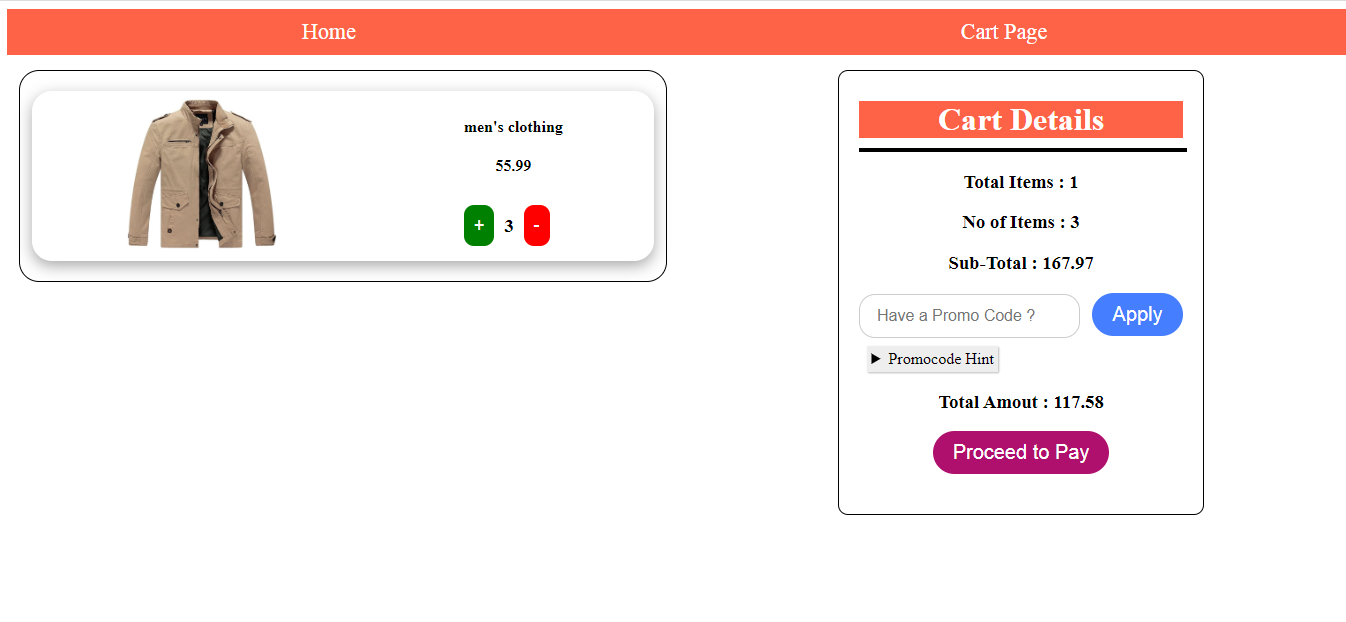 Home
Cart Page
men's clothing
55.99
+ 3 -
Cart Details
Total Items : 1
No of Items : 3
Sub-Total : 167.97
Have a Promo Code ?
Apply
▶ Promocode Hint
Total Amout : 117.58
Proceed to Pay